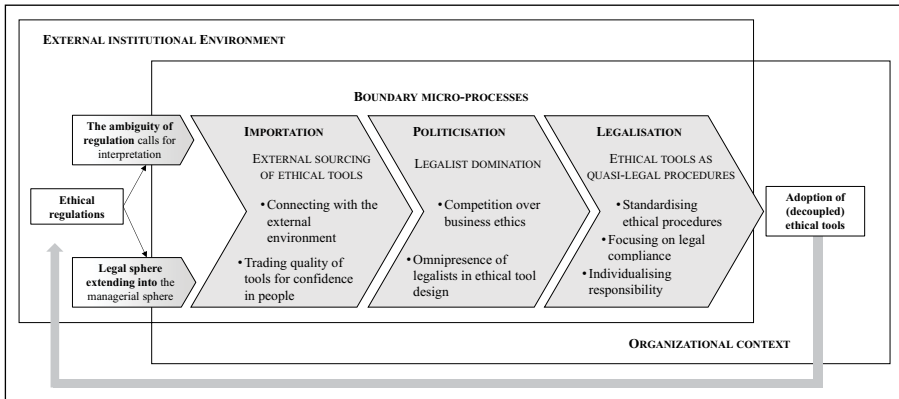 EXTERNAL INSTITUTIONAL ENVIRONMENT
BOUNDARY MICRO-PROCESSES
Ethical
regulations
The ambiguity of
regulation calls for
interpretation
Legal sphere
extending into the
managerial sphere
IMPORTATION
EXTERNAL SOURCING
OF ETHICAL TOOLS
• Connecting with the
external
environment
• Trading quality of
tools for confidence
in people
POLITICISATION
LEGALIST DOMINATION
• Competition over
business ethics
• Omnipresence of
legalists in ethical tool
design
LEGALISATION
ETHICAL TOOLS AS
QUASI-LEGAL PROCEDURES
• Standardising
ethical procedures
• Focusing on legal
compliance
• Individualising
responsibility
Adoption of
(decoupled)
ethical tools
ORGANIZATIONAL CONTEXT